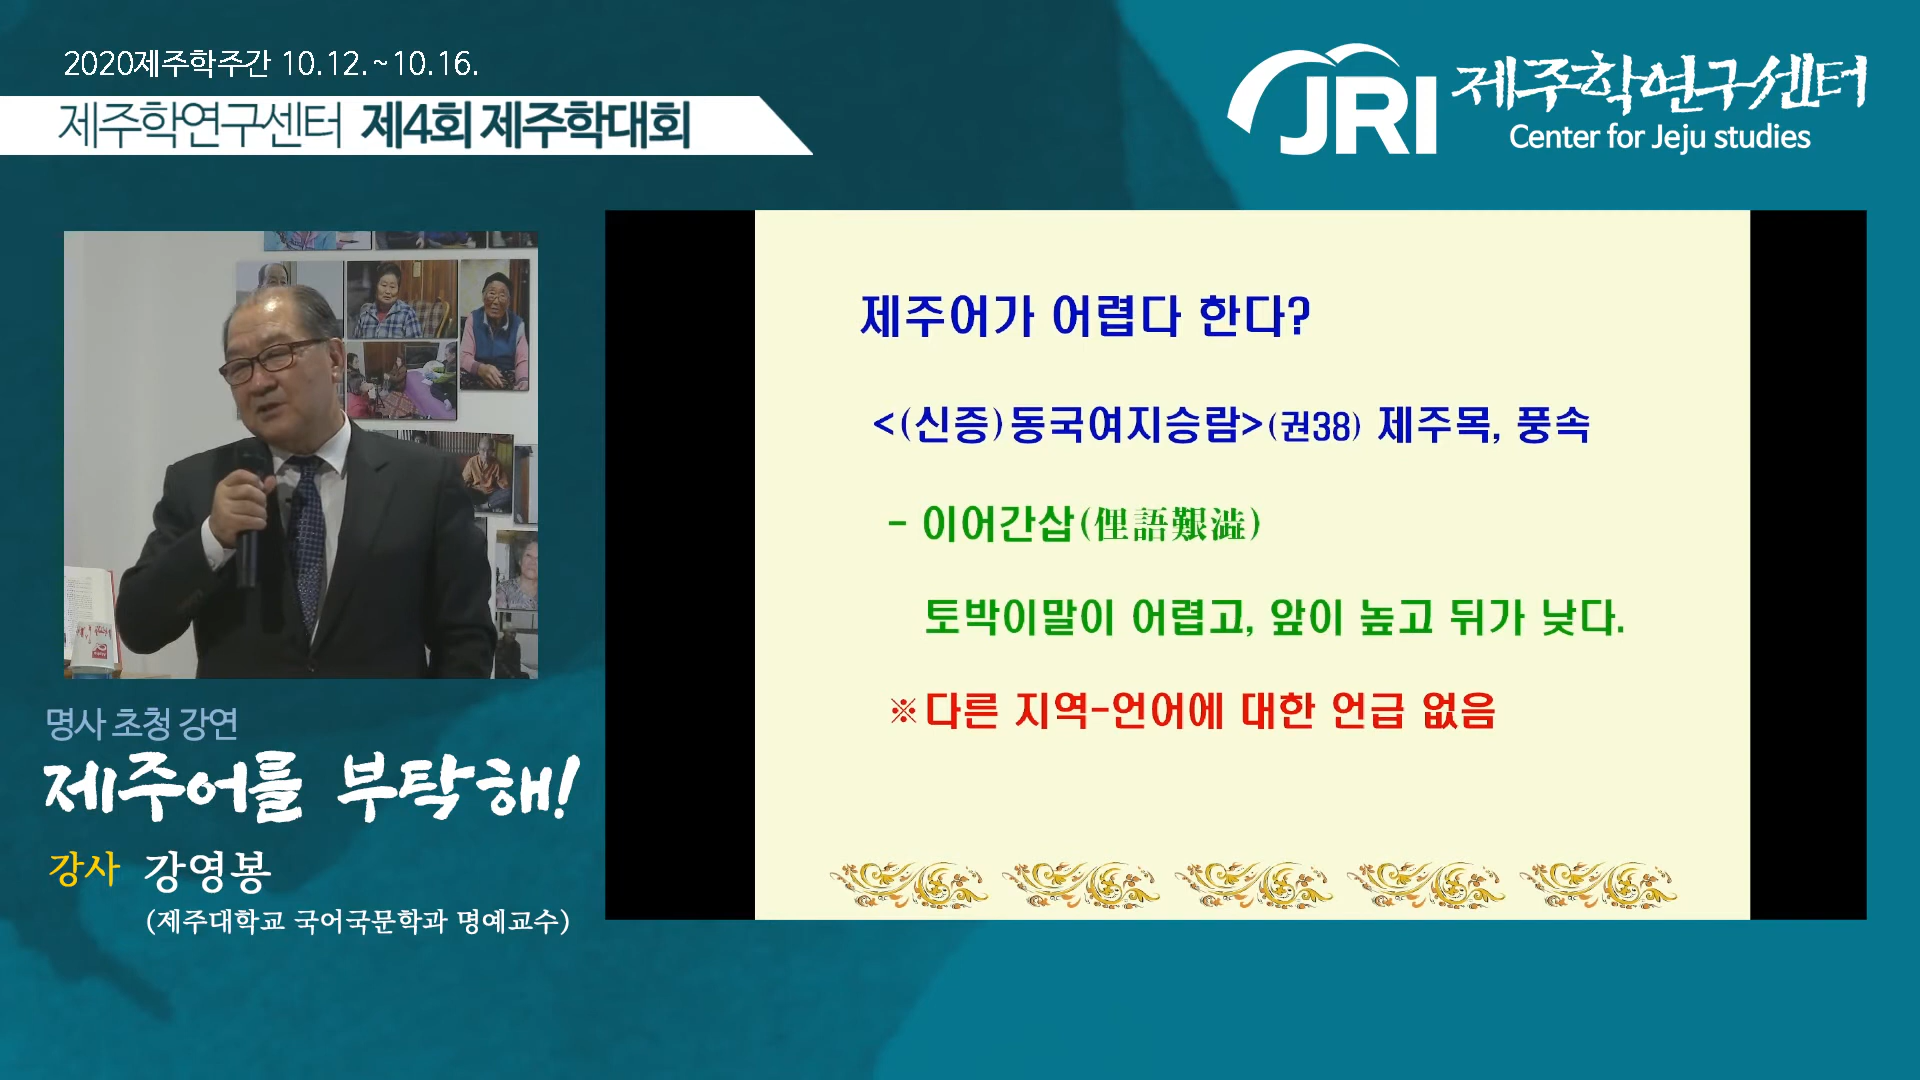 2020제주학주간 10.12.~10.16.
제주학연구센터 제4회 제주학대회
JRI 제주학연구센터
Center for Jeju studies
제주어가 어렵다 한다?
<(신증)동국여지승람>(권38) 제주목, 풍속
- 이어간삽(俚語艱澁)
토박이말이 어렵고, 앞이 높고 뒤가 낮다.
※다른 지역-언어에 대한 언급 없음
명사 초청 강연
제주어를 부탁해!
강사 강영봉
(제주대학교 국어국문학과 명예교수)